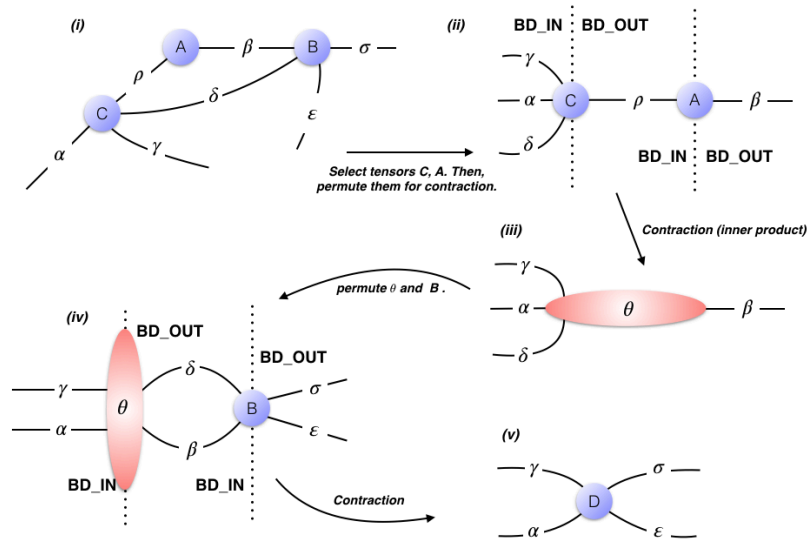 (i)
A
β
B
σ
ρ
C
δ
ε
α
γ
Select tensors C, A. Then,
permute them for contraction.
(ii)
BD_IN
BD_OUT
γ
α
C
ρ
A
β
δ
BD_IN
BD_OUT
Contraction (inner product)
(iii)
γ
α
θ
β
δ
permute θ and B .
(iv)
BD_OUT
BD_OUT
γ
δ
θ
B
σ
α
β
ε
BD_IN
BD_IN
Contraction
(v)
γ
σ
D
α
ε